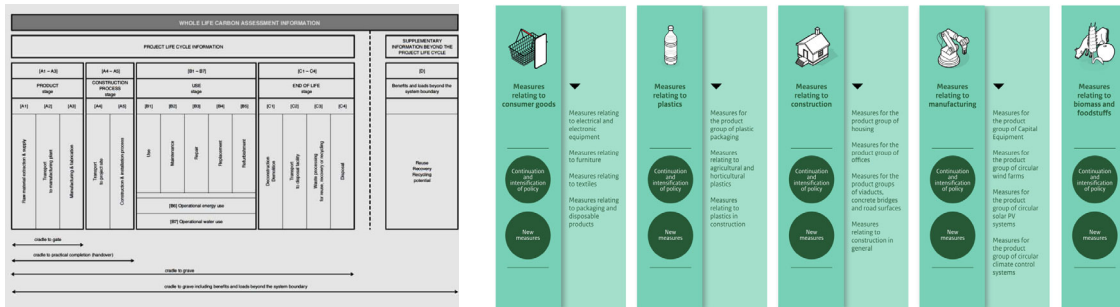 WHOLE LIFE CARBON ASSESSMENT INFORMATION
PROJECT LIFE CYCLE INFORMATION
SUPPLEMENTARY
INFORMATION BEYOND THE
PROJECT LIFE CYCLE
[A1 – A3]
[A4 – A5]
[B1 – B7]
[C1 – C4]
[D]
PRODUCT
stage
CONSTRUCTION
PROCESS
stage
USE
stage
END OF LIFE
stage
Benefits and loads beyond the
system boundary
[A1]
[A2]
[A3]
[A4]
[A5]
[B1]
[B2]
[B3]
[B4]
[B5]
[C1]
[C2]
[C3]
[C4]
Raw material extraction & supply
Transport
to manufacturing plant
Manufacturing & fabrication
Transport
to project site
Construction & installation process
Use
Maintenance
Repair
Replacement
Refurbishment
Deconstruction
Demolition
Transport
to disposal facility
Waste processing
for reuse, recovery or recycling
Disposal
Reuse
Recovery
Recycling
potential
[B6] Operational energy use
[B7] Operational water use
cradle to gate
cradle to practical completion (handover)
cradle to grave
cradle to grave including benefits and loads beyond the system boundary
Measures
relating to
consumer goods
Continuation
and
intensification
of policy
New
measures
Measures relating to
electrical and
electronic
equipment
Measures relating
to furniture
Measures relating
to textiles
Measures relating
to packaging and
disposable
products
Measures
relating to
plastics
Continuation
and
intensification
of policy
New
measures
Measures for
the product
group of plastic
packaging
Measures
relating to
agricultural and
horticultural
plastics
Measures
relating to
plastics in
construction
Measures
relating to
construction
Continuation
and
intensification
of policy
New
measures
Measures for the
product group of
housing
Measures for the
product group of
offices
Measures for the
product groups
of viaducts,
concrete bridges
and road surfaces
Measures
relating to
construction in
general
Measures
relating to
manufacturing
Continuation
and
intensification
of policy
New
measures
Measures for
the product
group of Capital
Equipment
Measures for
the product
group of circular
wind farms
Measures for
the product
group of circular
solar PV
systems
Measures for
the product
group of circular
climate control
systems
Measures
relating to
biomass and
foodstuffs
Continuation
and
intensification
of policy
New
measures